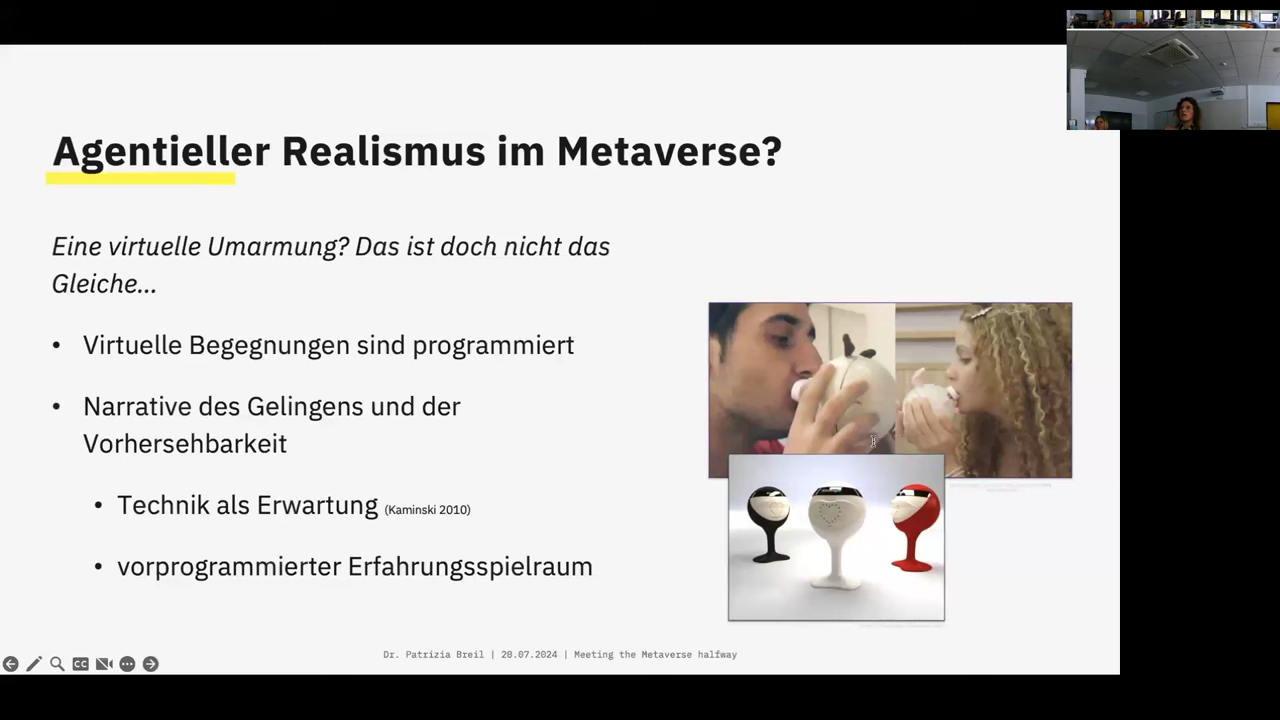 Agentieller Realismus im Metaverse?
Eine virtuelle Umarmung? Das ist doch nicht das
Gleiche...
• Virtuelle Begegnungen sind programmiert
• Narrative des Gelingens und der
Vorhersehbarkeit
• Technik als Erwartung (Kaminski 2010)
• vorprogrammierter Erfahrungsspielraum
Dr. Patrizia Breil | 28.07.2024 | Meeting the Metaverse halfway
CC